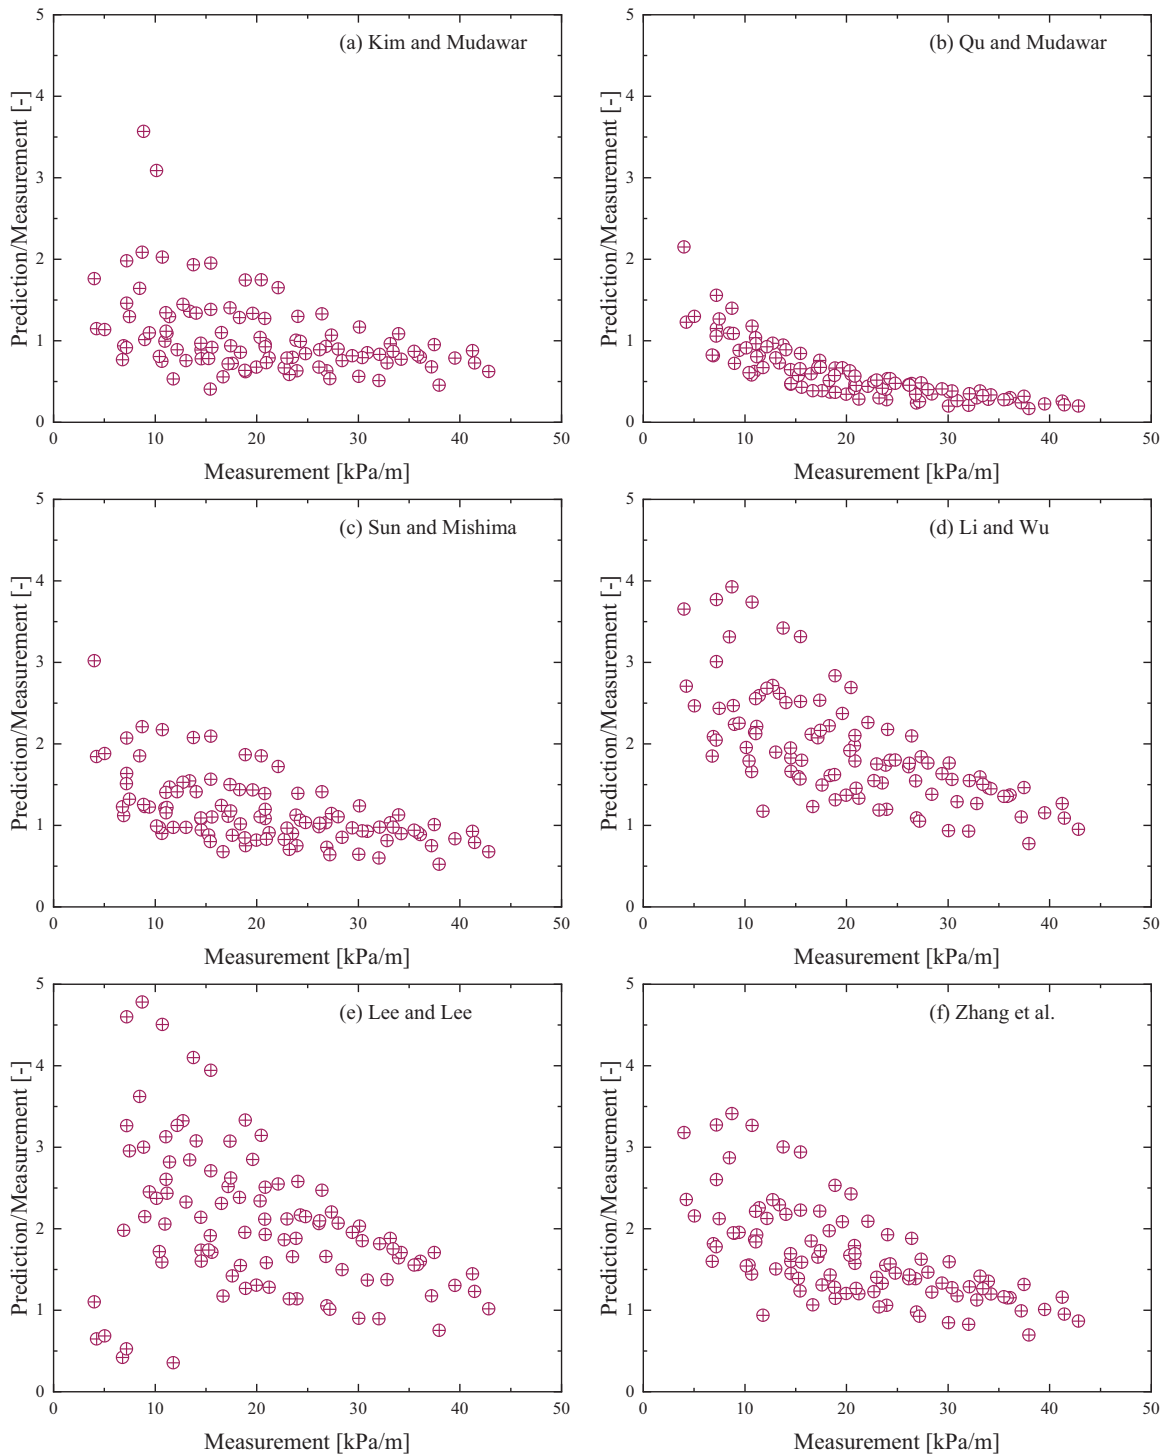 (a) Kim and Mudawar
Prediction/Measurement [-]
5
4
3
2
1
0
0 10 20 30 40 50
Measurement [kPa/m]
(b) Qu and Mudawar
Prediction/Measurement [-]
5
4
3
2
1
0
0 10 20 30 40 50
Measurement [kPa/m]
(c) Sun and Mishima
Prediction/Measurement [-]
5
4
3
2
1
0
0 10 20 30 40 50
Measurement [kPa/m]
(d) Li and Wu
Prediction/Measurement [-]
5
4
3
2
1
0
0 10 20 30 40 50
Measurement [kPa/m]
(e) Lee and Lee
Prediction/Measurement [-]
5
4
3
2
1
0
0 10 20 30 40 50
Measurement [kPa/m]
(f) Zhang et al.
Prediction/Measurement [-]
5
4
3
2
1
0
0 10 20 30 40 50
Measurement [kPa/m]